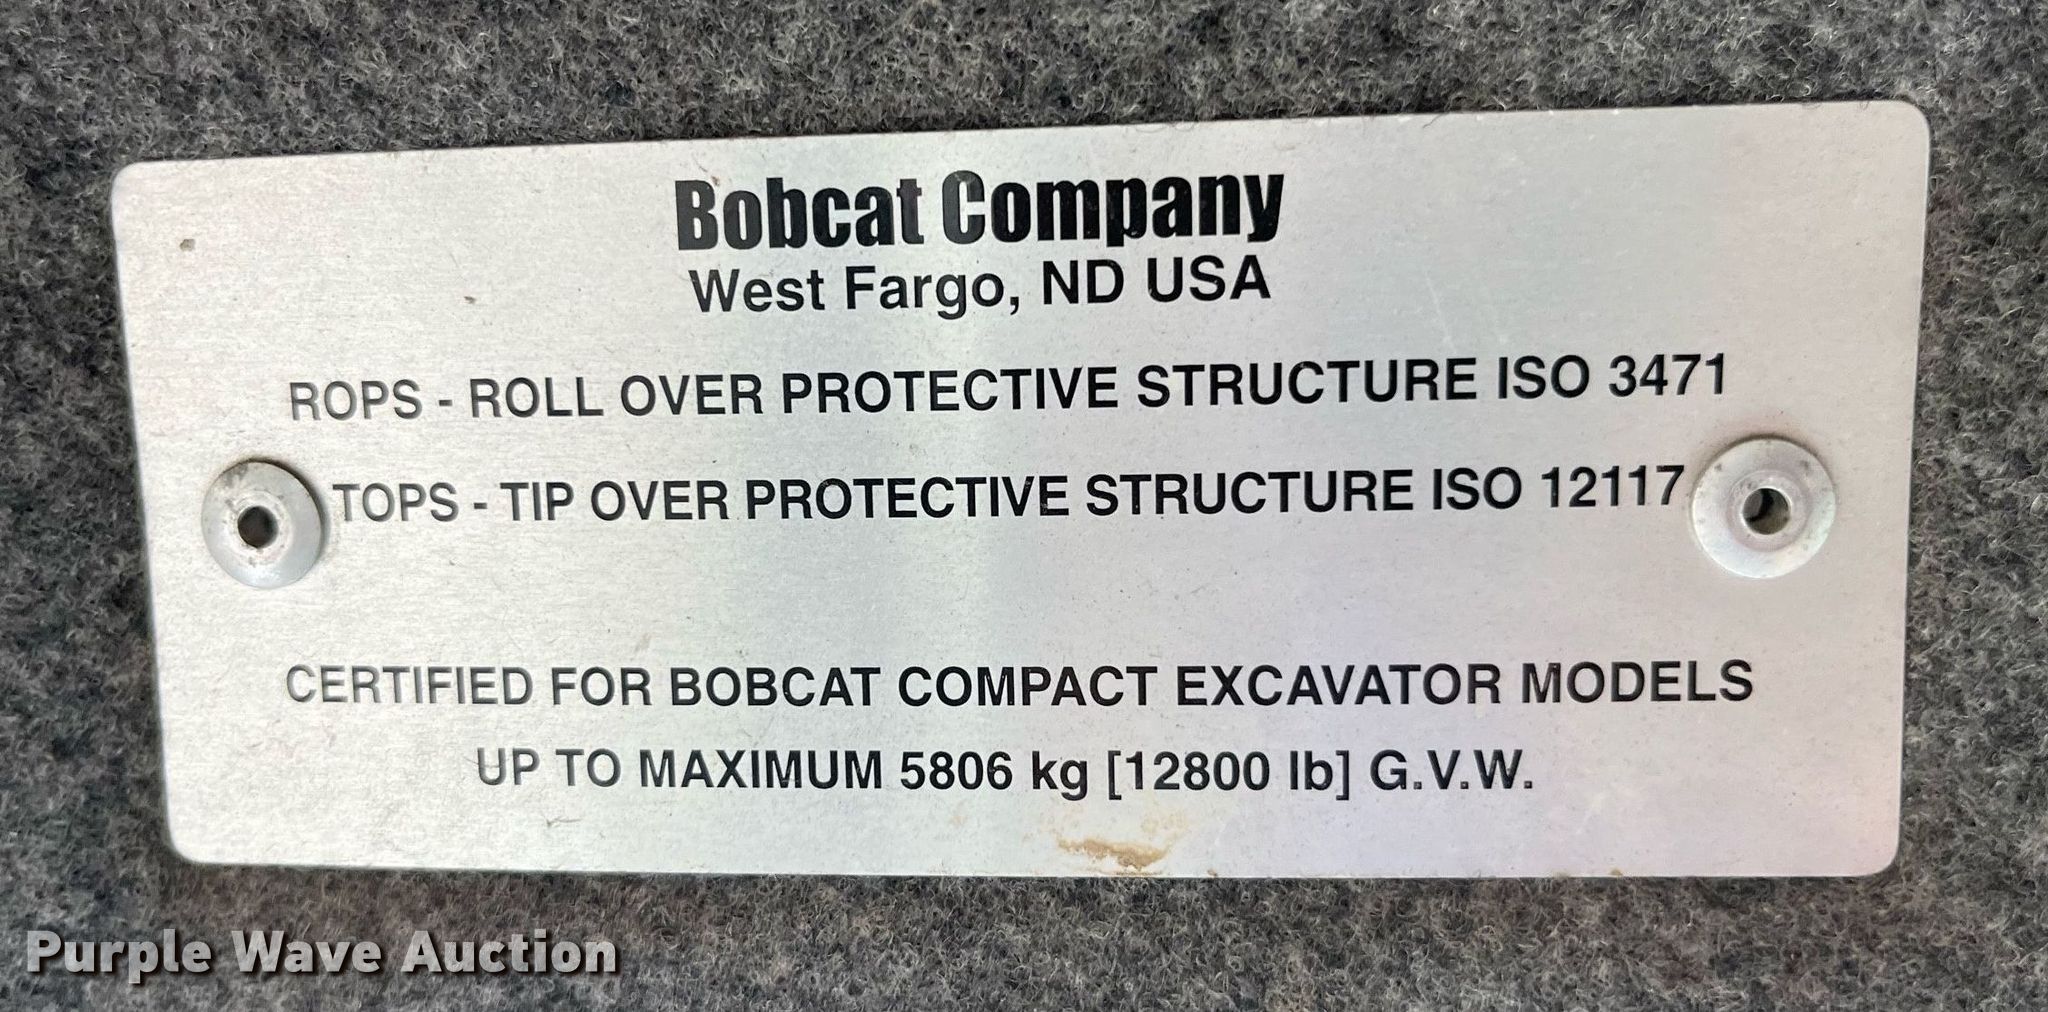 Bobcat Company
West Fargo, ND USA
ROPS - ROLL OVER PROTECTIVE STRUCTURE ISO 3471
TOPS - TIP OVER PROTECTIVE STRUCTURE ISO 12117
CERTIFIED FOR BOBCAT COMPACT EXCAVATOR MODELS
UP TO MAXIMUM 5806 kg [12800 lb] G.V.W.
Purple Wave Auction